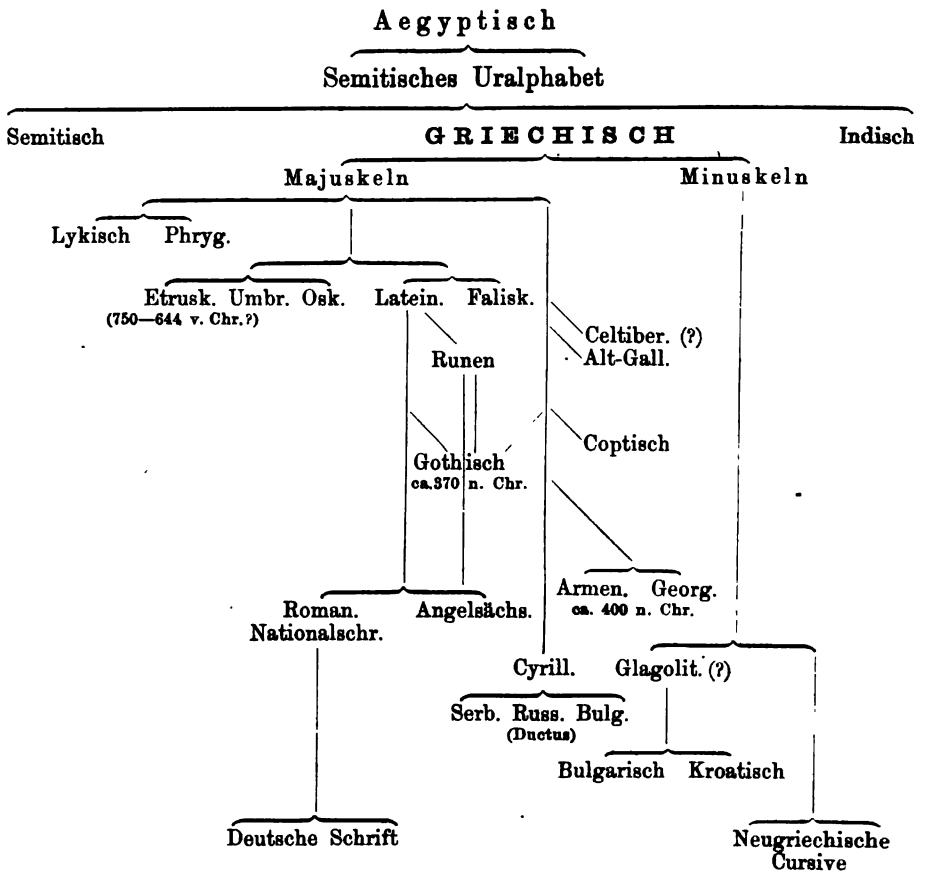 Aegyptisch
Semitisches Uralphabet
Semitisch GRIECHISCH Indisch
Majuskeln Minuskeln
Lykisch Phryg.
Etrusk. Umbr. Osk. Latein. Falisk.
(750—644 v. Chr.?)
Celtiber. (?)
Runen Alt-Gall.
Coptisch
Gothisch
ca. 370 n. Chr.
Armen. Georg.
ca. 400 n. Chr.
Roman. Angelsächs.
Nationalschr.
Cyrill. Glagolit. (?)
Serb. Russ. Bulg.
(Ductus)
Bulgarisch Kroatisch
Deutsche Schrift Neugriechische
Cursive